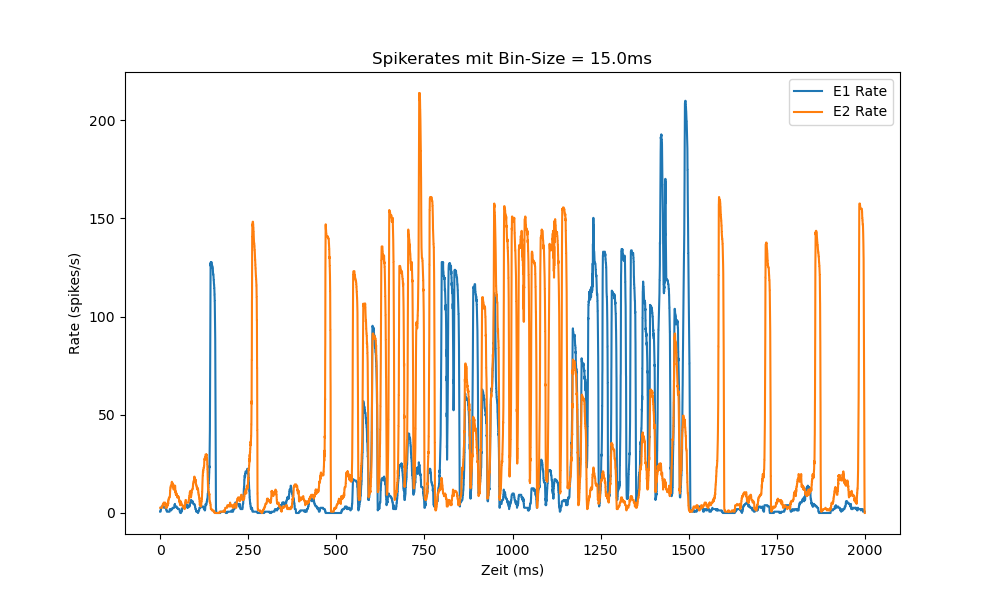 Spikerates mit Bin-Size = 15.0ms
E1 Rate
E2 Rate
Rate (spikes/s)
200
150
100
50
0
0 250 500 750 1000 1250 1500 1750 2000
Zeit (ms)